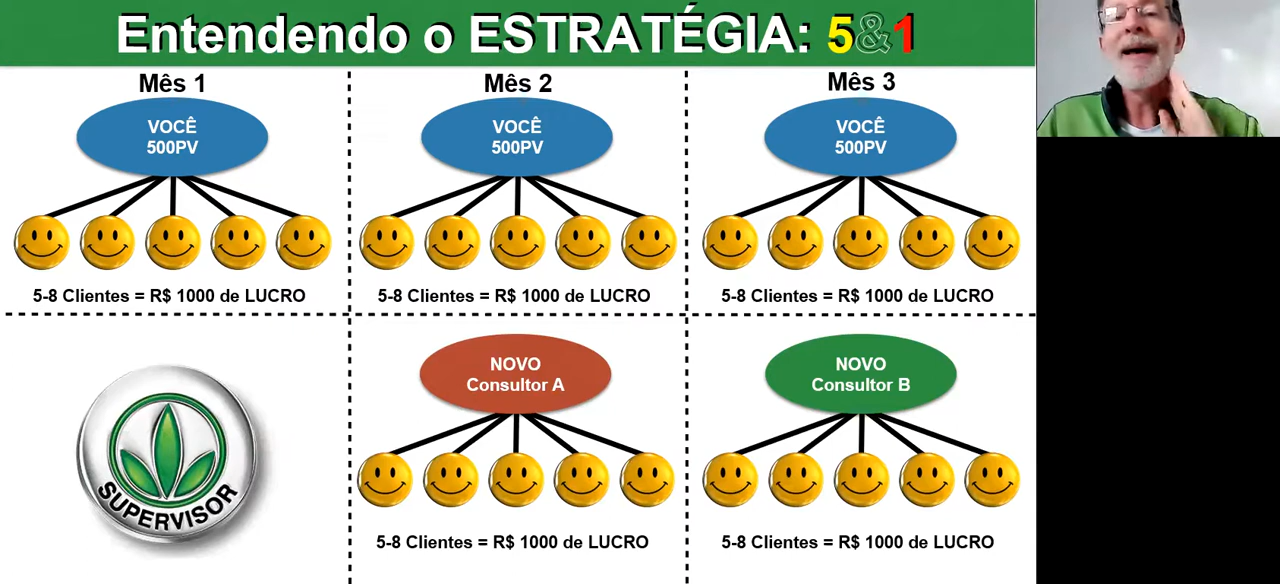 Entendendo o ESTRATÉGIA: 5&1
Mês 1
VOCÊ
500PV
5-8 Clientes = R$ 1000 de LUCRO
Mês 2
VOCÊ
500PV
5-8 Clientes = R$ 1000 de LUCRO
Mês 3
VOCÊ
500PV
5-8 Clientes = R$ 1000 de LUCRO
SUPERVISOR
NOVO
Consultor A
5-8 Clientes = R$ 1000 de LUCRO
NOVO
Consultor B
5-8 Clientes = R$ 1000 de LUCRO